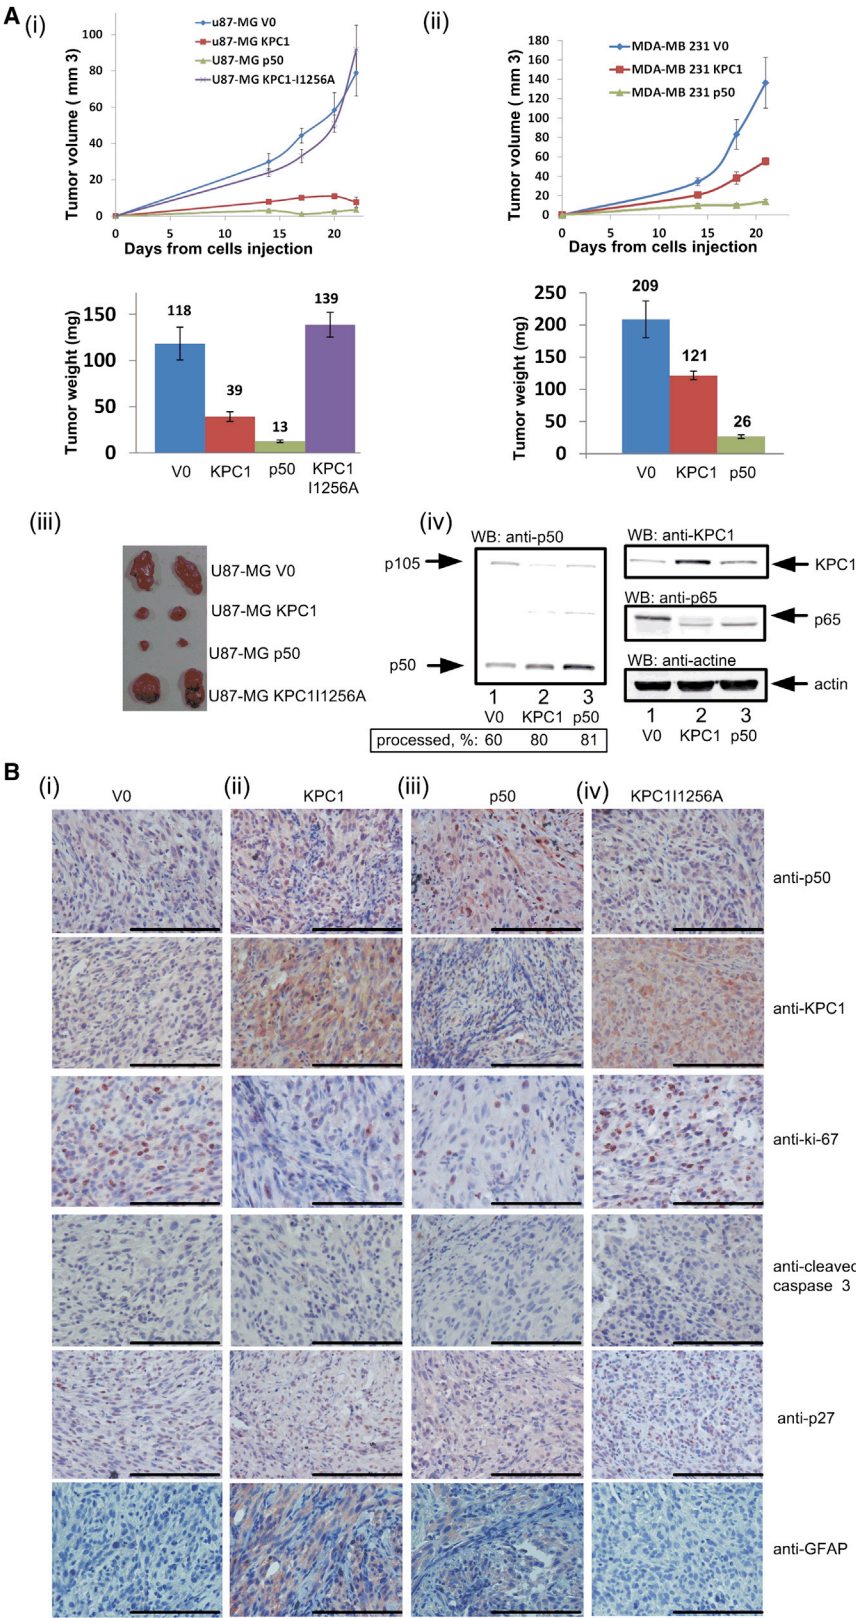 A
(i)
u87-MG V0
u87-MG KPC1
U87-MG p50
U87-MG KPC1-I1256A
Tumor volume ( mm 3)
100
80
60
40
20
0
0 5 10 15 20
Days from cells injection
(ii)
MDA-MB 231 V0
MDA-MB 231 KPC1
MDA-MB 231 p50
Tumor volume ( mm 3)
180
160
140
120
100
80
60
40
20
0
0 5 10 15 20
Days from cells injection
Tumor weight (mg)
150
100
50
0
118
39
13
139
V0 KPC1 p50 KPC1
I1256A
Tumor weight (mg)
250
200
150
100
50
0
209
121
26
V0 KPC1 p50
(iii)
U87-MG V0
U87-MG KPC1
U87-MG p50
U87-MG KPC1I1256A
(iv)
WB: anti-p50
p105
p50
1 2 3
V0 KPC1 p50
processed, %: 60 80 81
WB: anti-KPC1
KPC1
WB: anti-p65
p65
WB: anti-actine
actin
1 2 3
V0 KPC1 p50
B
(i) V0
(ii) KPC1
(iii) p50
(iv) KPC1I1256A
anti-p50
anti-KPC1
anti-ki-67
anti-cleaved
caspase 3
anti-p27
anti-GFAP